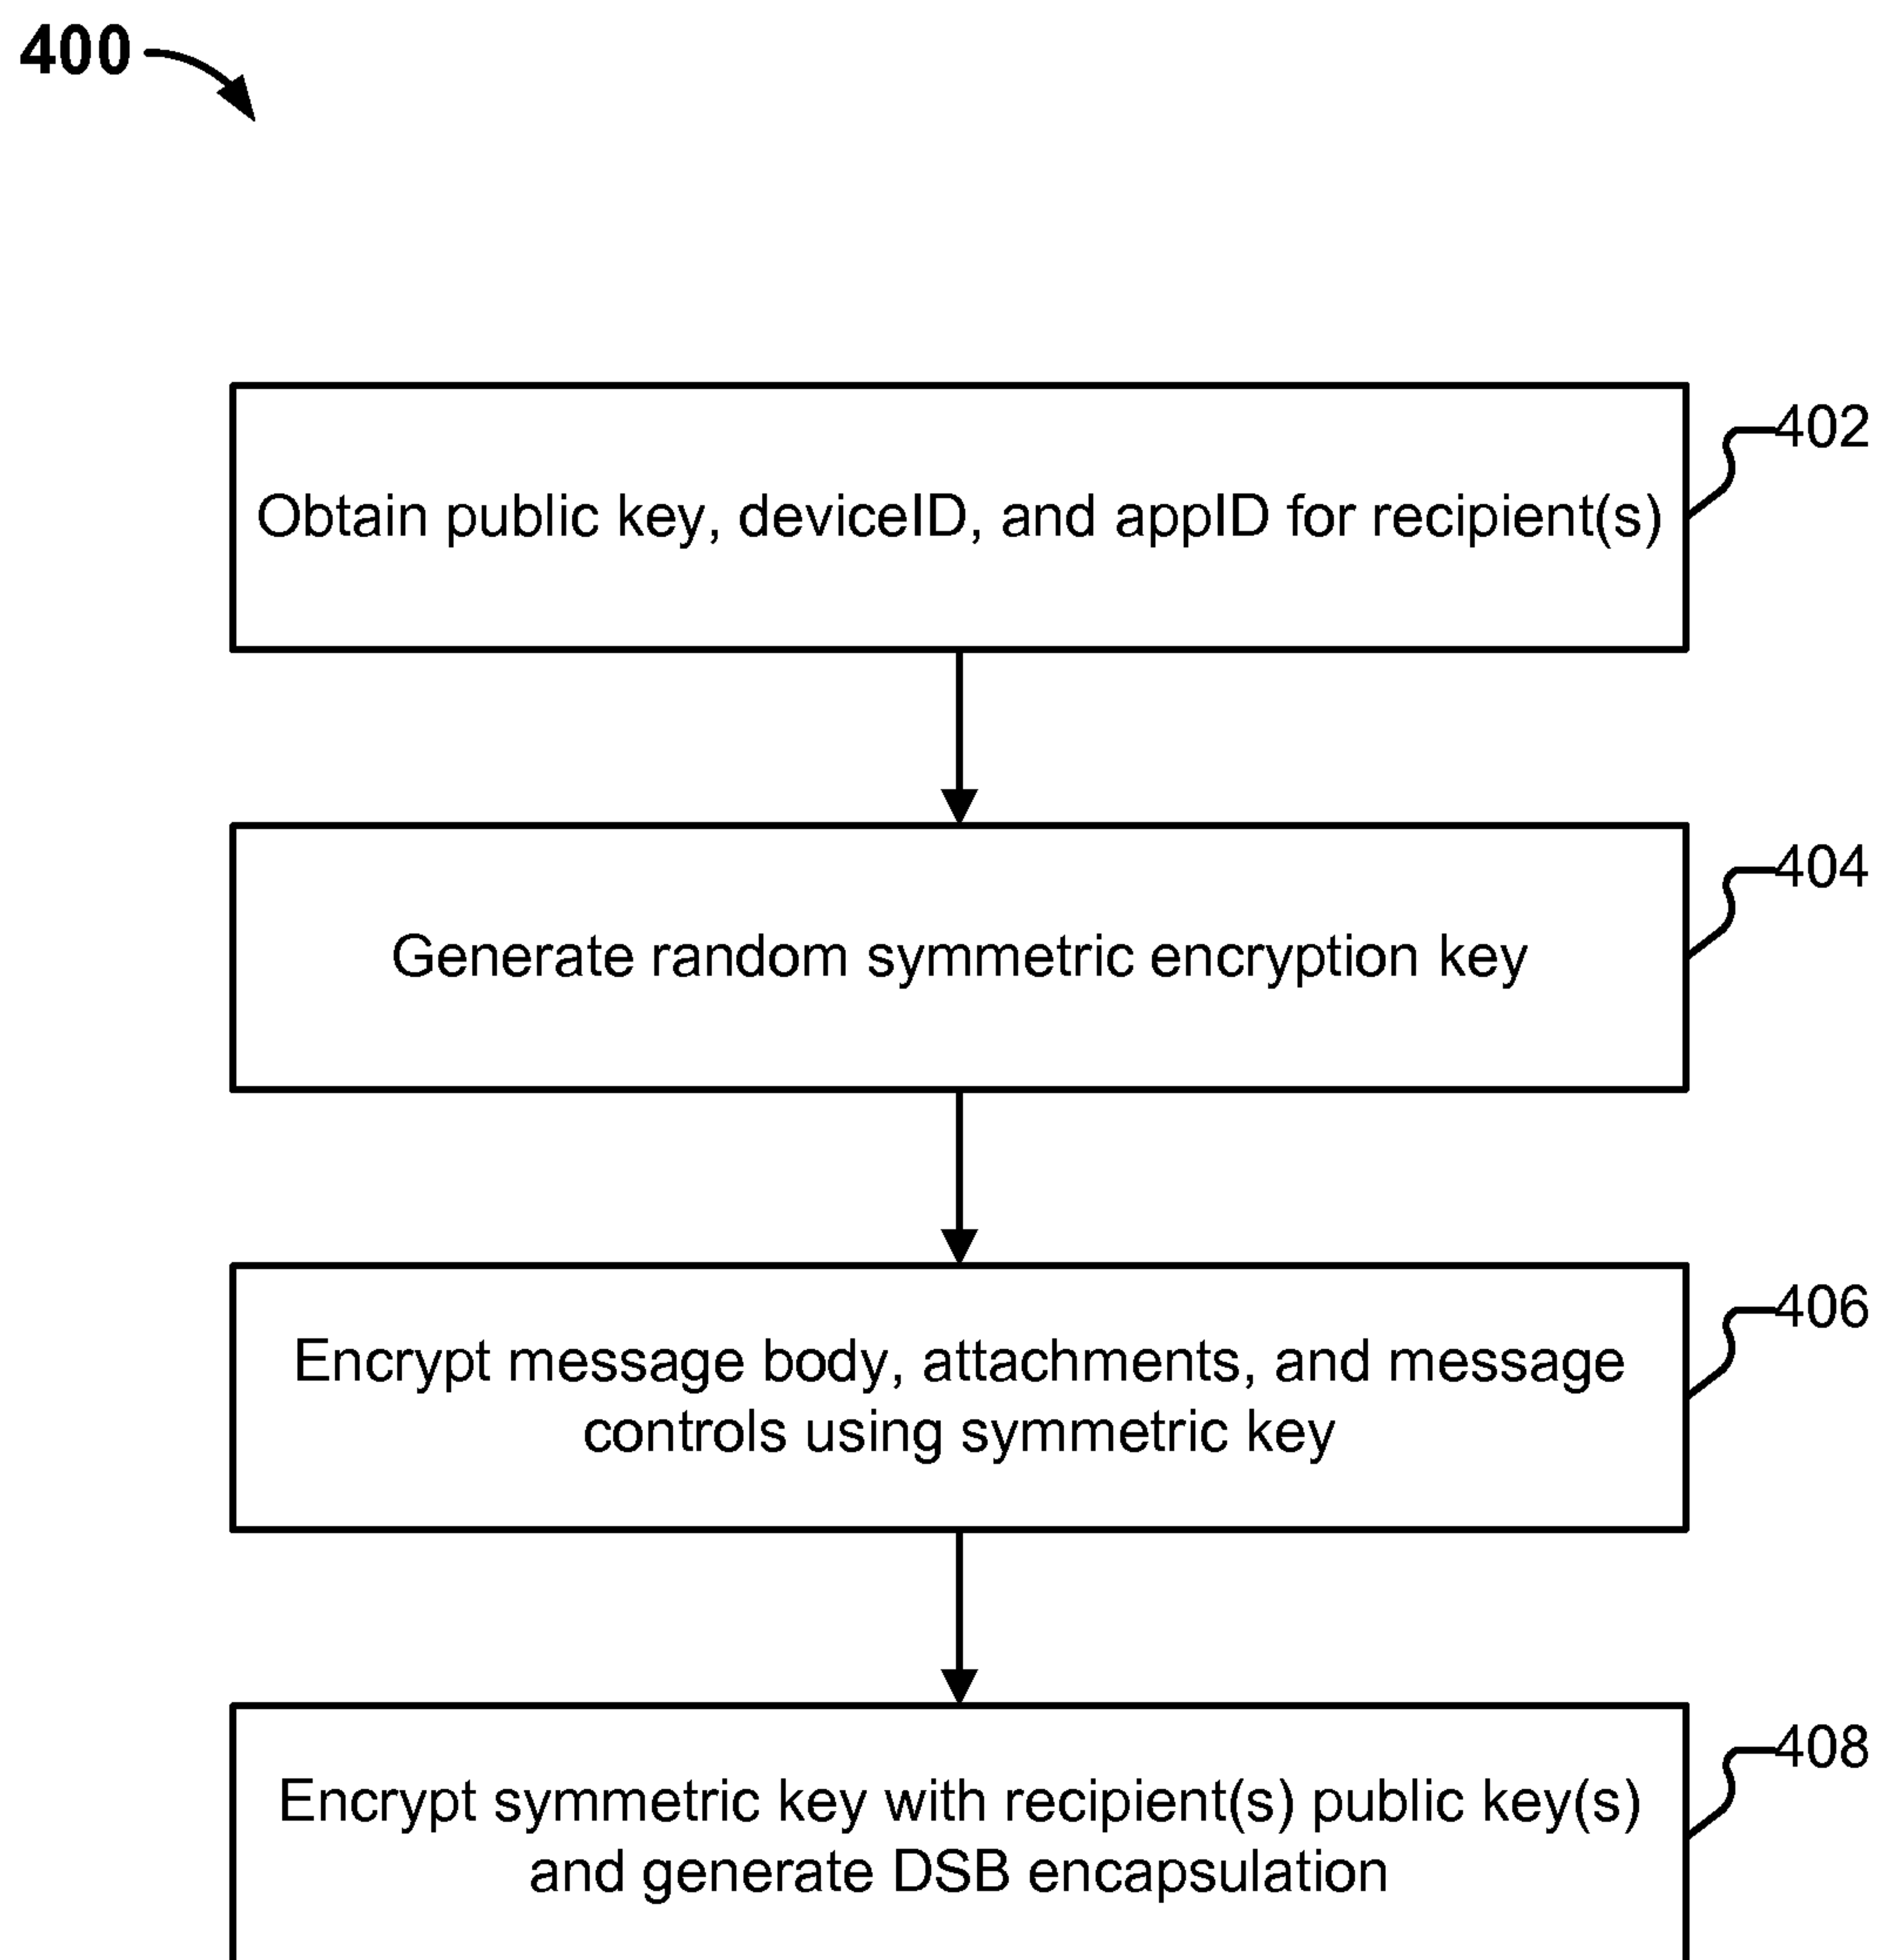 400
402
Obtain public key, deviceID, and appID for recipient(s)
404
Generate random symmetric encryption key
406
Encrypt message body, attachments, and message
controls using symmetric key
408
Encrypt symmetric key with recipient(s) public key(s)
and generate DSB encapsulation